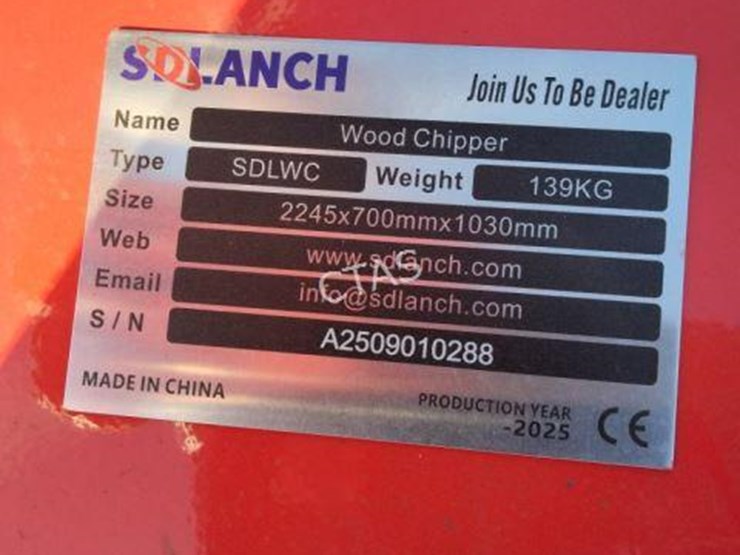 SDLANCH
Join Us To Be Dealer
Name Wood Chipper
Type SDLWC Weight 139KG
Size 2245x700mmx1030mm
Web www.sdlanch.com
Email info@sdlanch.com
CTAS
S/N A2509010288
MADE IN CHINA
PRODUCTION YEAR
-2025
CE